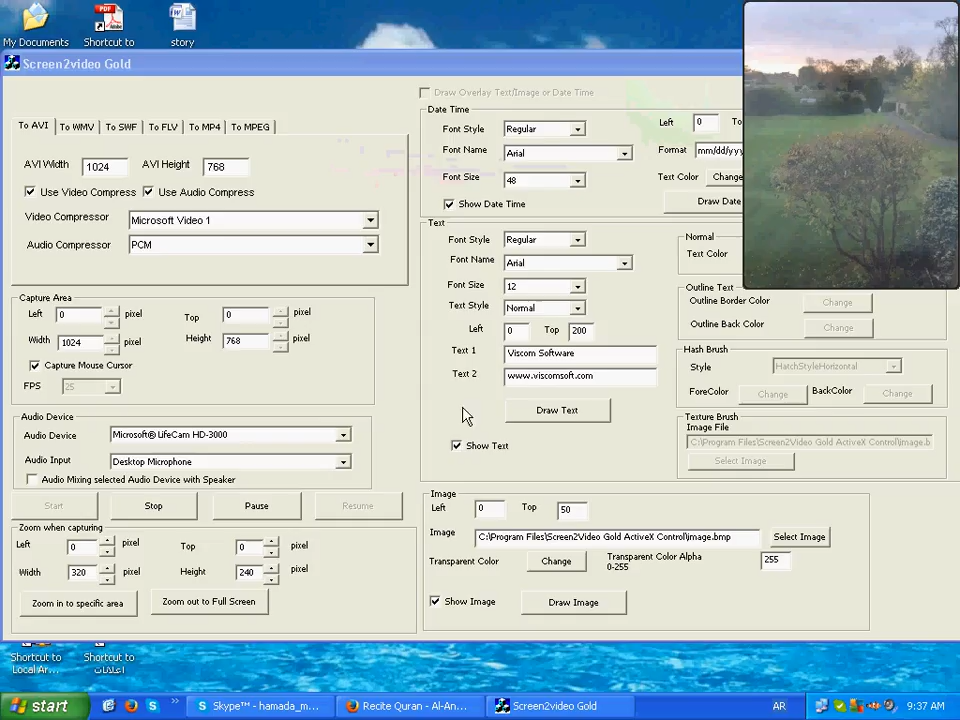 My Documents
Shortcut to
story
Screen2video Gold
Draw Overlay Text/Image or Date Time
To AVI
To WMV
To SWF
To FLV
To MP4
To MPEG
AVI Width
1024
AVI Height
768
Use Video Compress
Use Audio Compress
Video Compressor
Microsoft Video 1
Audio Compressor
PCM
Capture Area
Left
0
pixel
Top
0
pixel
Width
1024
pixel
Height
768
pixel
Capture Mouse Cursor
FPS
25
Audio Device
Audio Device
Microsoft® LifeCam HD-3000
Audio Input
Desktop Microphone
Audio Mixing selected Audio Device with Speaker
Start
Stop
Pause
Resume
Zoom when capturing
Left
0
pixel
Top
0
pixel
Width
320
pixel
Height
240
pixel
Zoom in to specific area
Zoom out to Full Screen
Date Time
Font Style
Regular
Left
0
To
Font Name
Arial
Format
mm/dd/yyy
Font Size
48
Text Color
Change
Show Date Time
Draw Date
Text
Font Style
Regular
Font Name
Arial
Font Size
12
Text Style
Normal
Left
0
Top
200
Text 1
Viscom Software
Text 2
www.viscomsoft.com
Draw Text
Show Text
Normal
Text Color
Outline Text
Outline Border Color
Change
Outline Back Color
Change
Hash Brush
Style
HatchStyleHorizontal
ForeColor
Change
BackColor
Change
Texture Brush
Image File
C:\Program Files\Screen2Video Gold ActiveX Control\image.b
Select Image
Image
Left
0
Top
50
Image
C:\Program Files\Screen2Video Gold ActiveX Control\image.bmp
Select Image
Transparent Color
Change
Transparent Color Alpha
0-255
255
Show Image
Draw Image
Shortcut to
Local Ar...
Shortcut to
اعلانات
start
Skype™ - hamada_m...
Recite Quran - Al-An...
Screen2video Gold
AR
9:37 AM